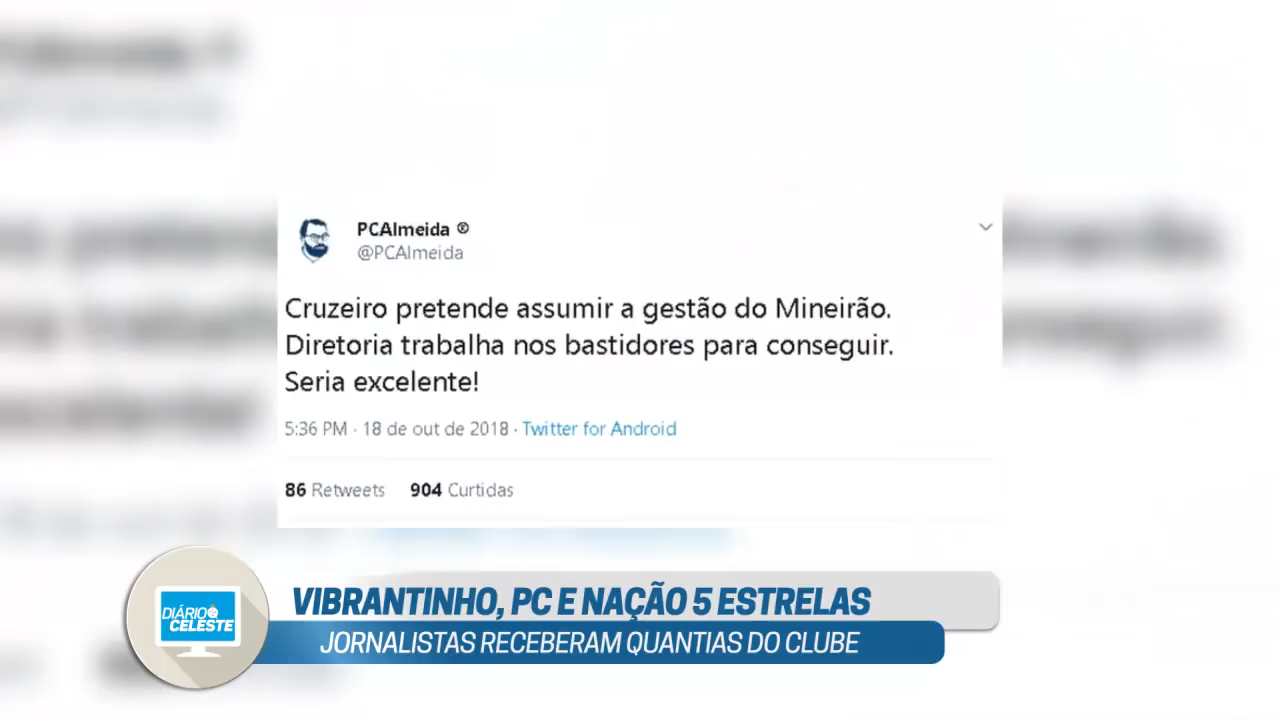 PCAlmeida ®
@PCAlmeida
Cruzeiro pretende assumir a gestão do Mineirão.
Diretoria trabalha nos bastidores para conseguir.
Seria excelente!
5:36 PM · 18 de out de 2018 · Twitter for Android
86 Retweets 904 Curtidas
DIÁRIO
CELESTE
VIBRANTINHO, PC E NAÇÃO 5 ESTRELAS
JORNALISTAS RECEBERAM QUANTIAS DO CLUBE